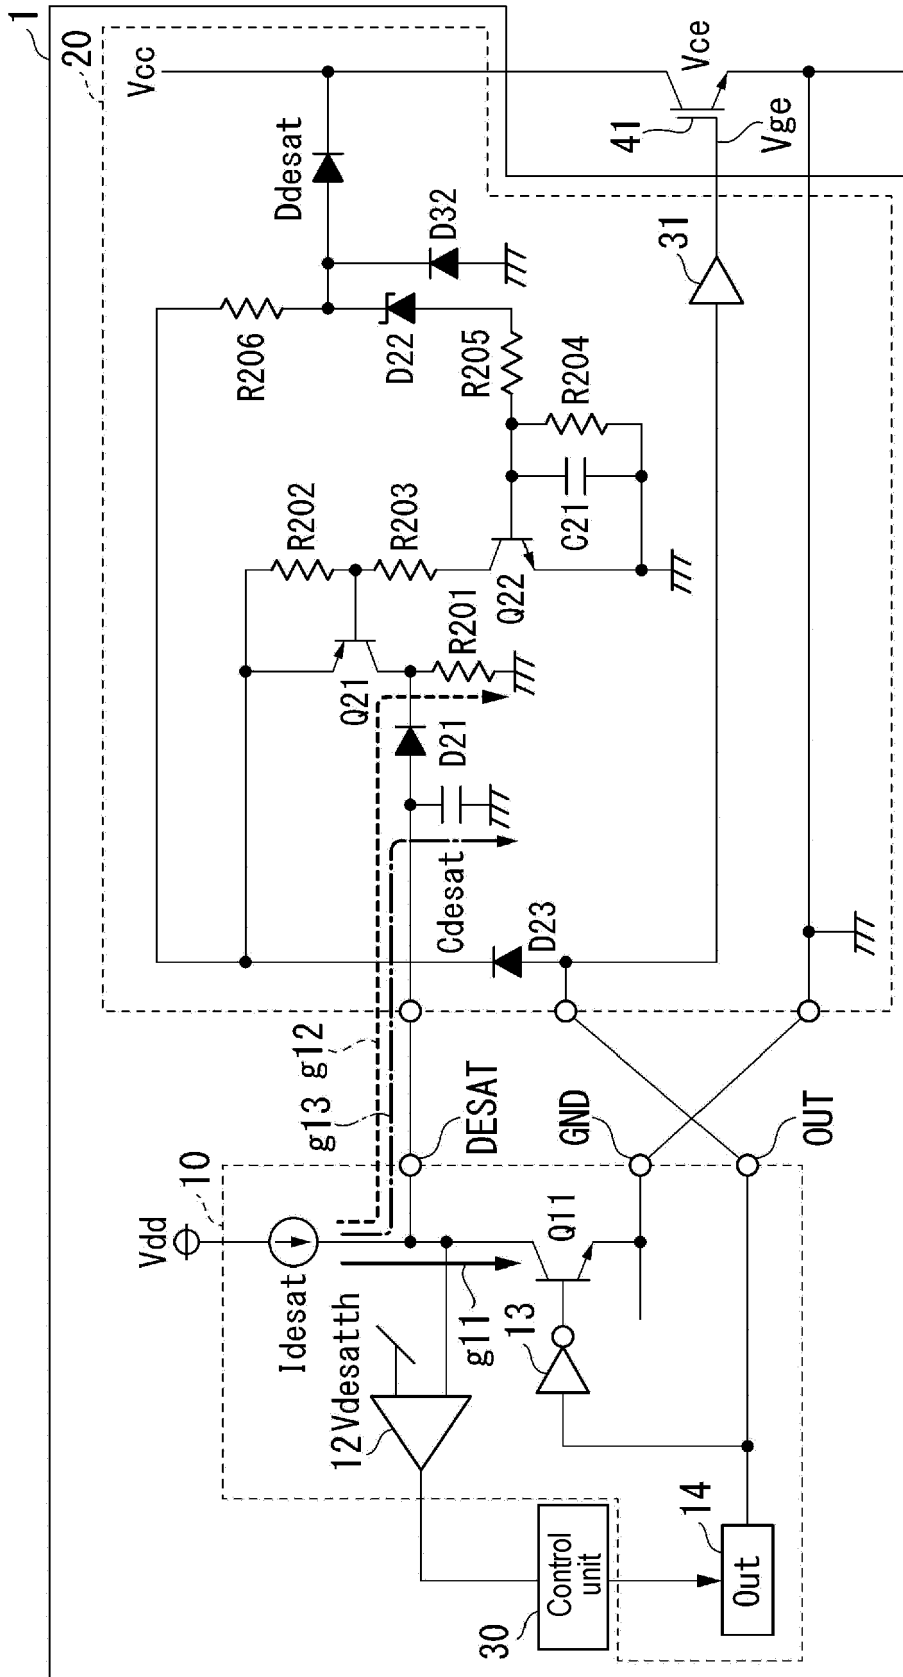 1
20
Vcc
Ddesat
Vce
41
Vge
D32
31
R206
D22
R205
R204
R202
R203
C21
Q22
R201
Q21
D21
Cdesat
D23
g12
g13
DESAT
GND
OUT
10
Vdd
Idesat
Q11
13
g11
Vdesatth
12
14
Control
unit
30
Out